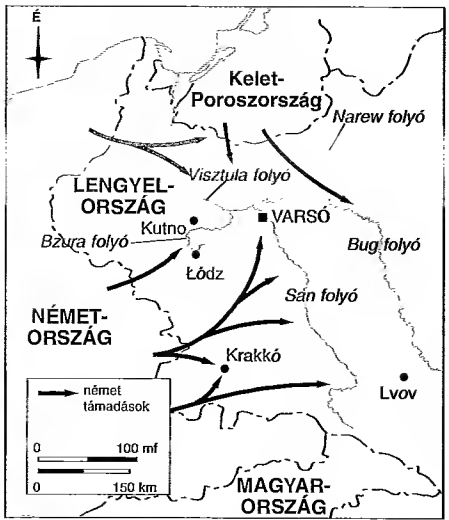 É
Kelet-
Poroszország
Narew folyó
Visztula folyó
LENGYEL-
ORSZÁG
Kutno
VARSÓ
Bzura folyó
Bug folyó
Łódz
San folyó
NÉMET-
ORSZÁG
Krakkó
Lvov
német
támadások
0 100 mf
0 150 km
MAGYAR-
ORSZÁG